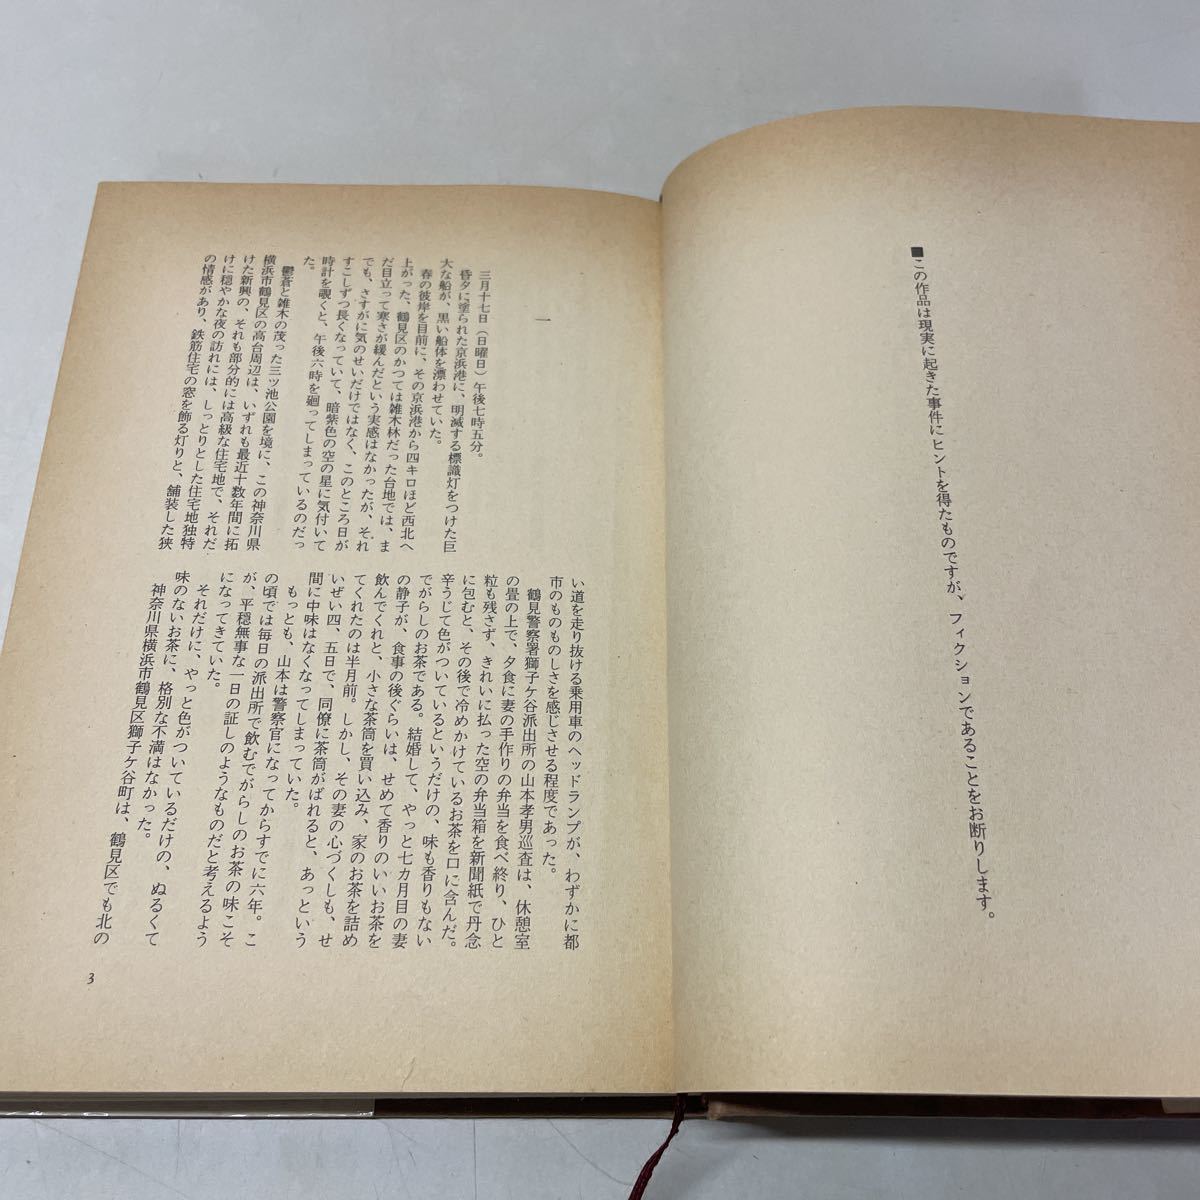 ■この作品は現実に起きた事件にヒントを得たものですが、フィクションであることをお断りします。
一
三月十七日（日曜日）午後七時五分。
昏夕に塗られた京浜港に、明滅する標識灯をつけた巨
大な船が、黒い船体を漂わせていた。
春の彼岸を目前に、その京浜港から四キロほど西北へ
上がった、鶴見区のかつては雑木林だった台地では、ま
だ目立って寒さが緩んだという実感はなかったが、それ
でも、さすがに気のせいだけではなく、このところ日が
すこしずつ長くなっていて、暗紫色の空の星に気付いて
時計を覗くと、午後六時を廻ってしまっているのだっ
た。
鬱蒼と雑木の茂った三ツ池公園を境に、この神奈川県
横浜市鶴見区の高台周辺は、いずれも最近十数年間に拓
けた新興の、それも部分的には高級な住宅地で、それだ
けに穏やかな夜の訪れには、しっとりとした住宅地独特
の情感があり、鉄筋住宅の窓を飾る灯りと、舗装した狭
い道を走り抜ける乗用車のヘッドランプが、わずかに都
市のものものしさを感じさせる程度であった。
鶴見警察署獅子ケ谷派出所の山本孝男巡査は、休憩室
の畳の上で、夕食に妻の手作りの弁当を食べ終り、ひと
粒も残さず、きれいに払った空の弁当箱を新聞紙で丹念
に包むと、その後で冷めかけているお茶を口に含んだ。
辛うじて色がついているというだけの、味も香りもない
でがらしのお茶である。結婚して、やっと七カ月目の妻
の静子が、食事の後ぐらいは、せめて香りのいいお茶を
飲んでくれと、小さな茶筒を買い込み、家のお茶を詰め
てくれたのは半月前。しかし、その妻の心づくしも、せ
いぜい四、五日で、同僚に茶筒がばれると、あっという
間に中味はなくなってしまっていた。
もっとも、山本は警察官になってからすでに六年。こ
の頃では毎日の派出所で飲むでがらしのお茶の味こそ
が、平穏無事な一日の証しのようなものだと考えるよう
になってきていた。
それだけに、やっと色がついているだけの、ぬるくて
味のないお茶に、格別な不満はなかった。
神奈川県横浜市鶴見区獅子ケ谷町は、鶴見区でも北の
3